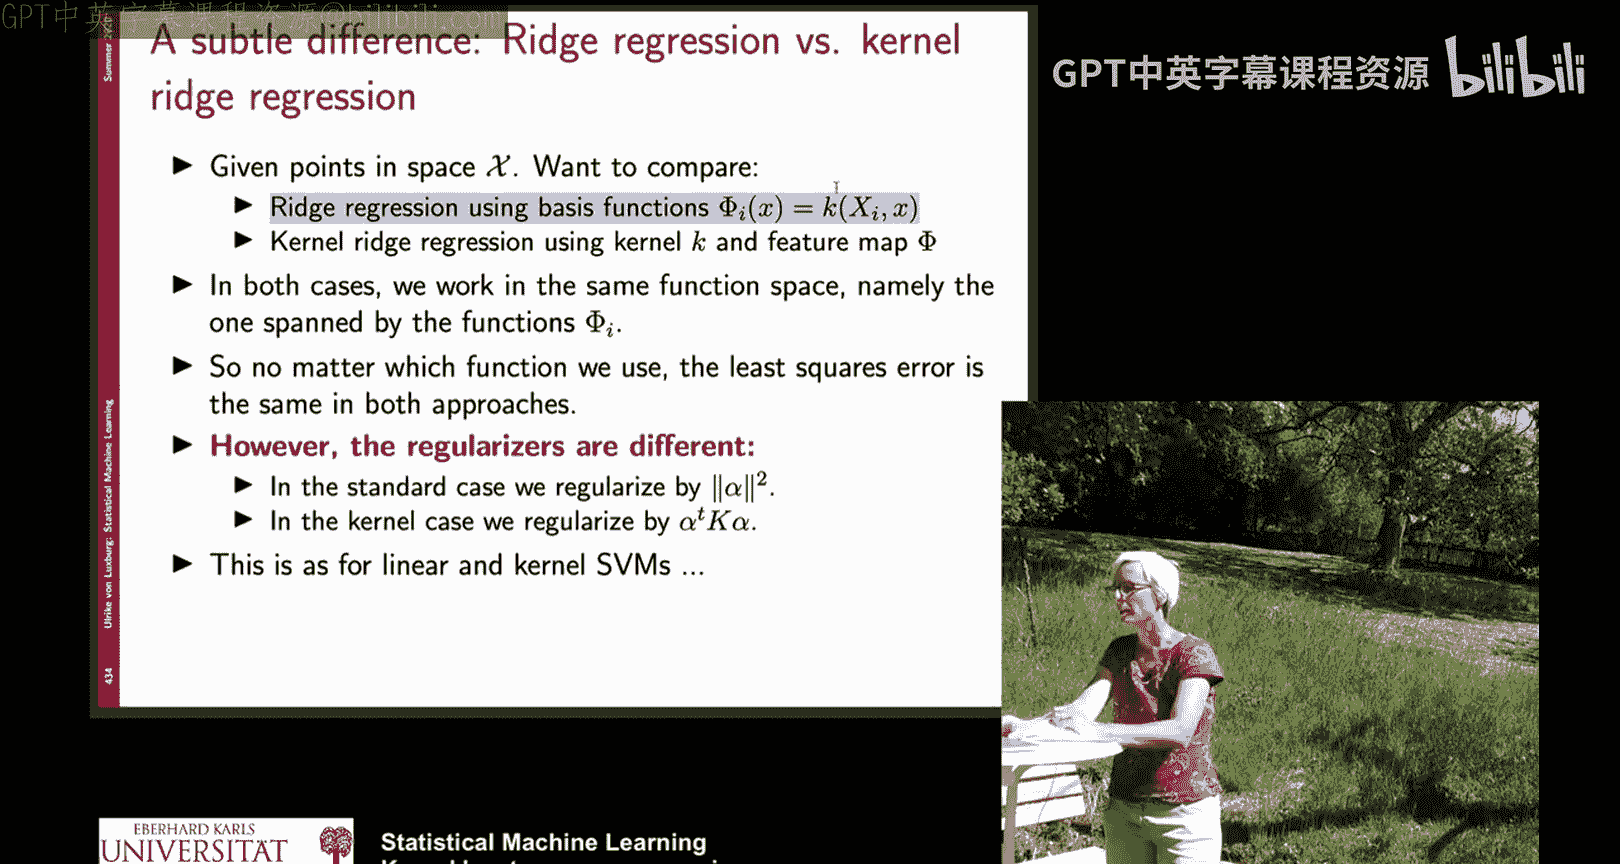 GPT中英字幕课程资源@bilibili.com
GPT中英字幕课程资源 bilibili
A subtle difference: Ridge regression vs. kernel
ridge regression
► Given points in space 𝒳. Want to compare:
► Ridge regression using basis functions Φᵢ(x) = k(Xᵢ, x)
► Kernel ridge regression using kernel k and feature map Φ
► In both cases, we work in the same function space, namely the
one spanned by the functions Φᵢ.
► So no matter which function we use, the least squares error is
the same in both approaches.
► However, the regularizers are different:
► In the standard case we regularize by ‖α‖².
► In the kernel case we regularize by αᵗKα.
► This is as for linear and kernel SVMs ...
Summer
Ulrike von Luxburg: Statistical Machine Learning
434
EBERHARD KARLS
UNIVERSITÄT
Statistical Machine Learning